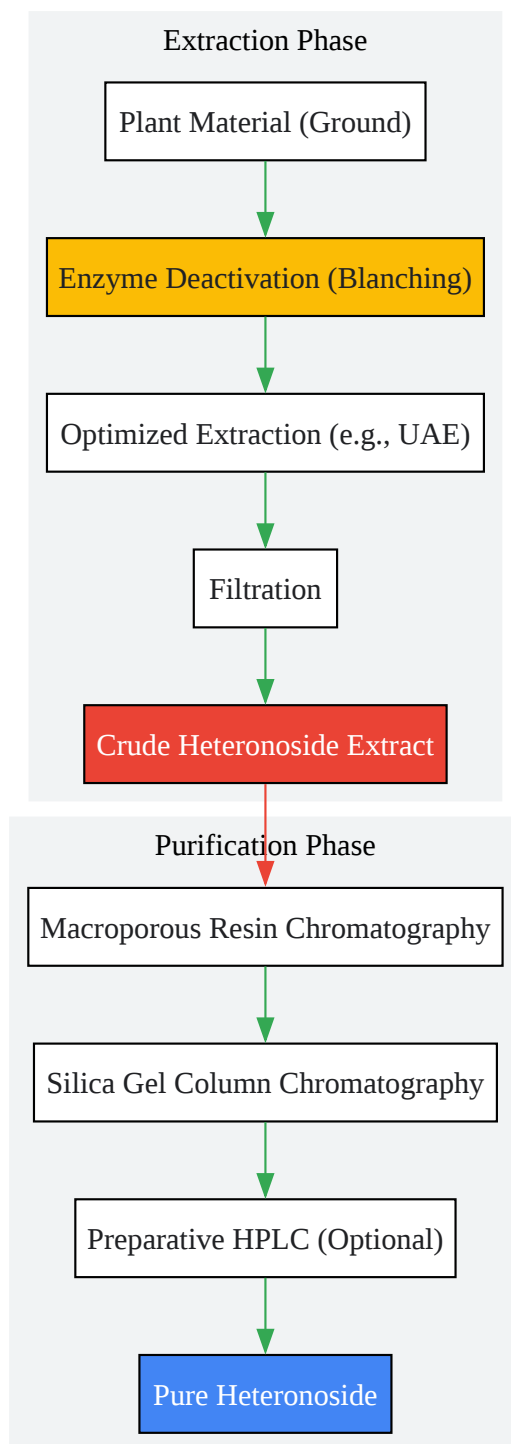 Extraction Phase
Plant Material (Ground)
Enzyme Deactivation (Blanching)
Optimized Extraction (e.g., UAE)
Filtration
Crude Heteronoside Extract
Purification Phase
Macroporous Resin Chromatography
Silica Gel Column Chromatography
Preparative HPLC (Optional)
Pure Heteronoside